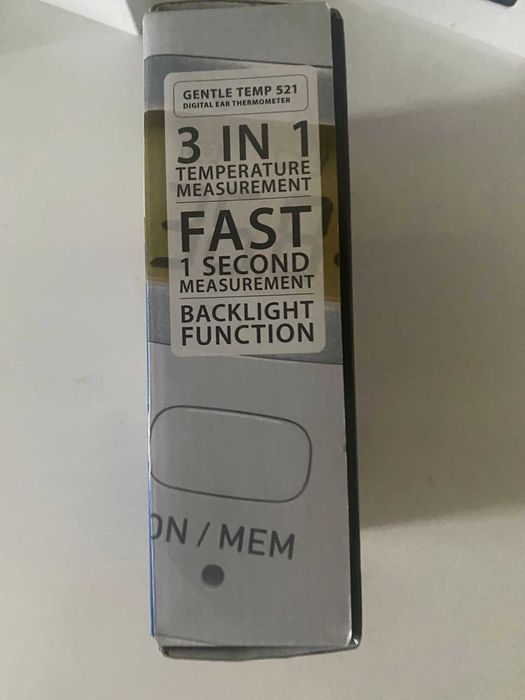 GENTLE TEMP 521
DIGITAL EAR THERMOMETER
3 IN 1
TEMPERATURE
MEASUREMENT
FAST
1 SECOND
MEASUREMENT
BACKLIGHT
FUNCTION
ON / MEM